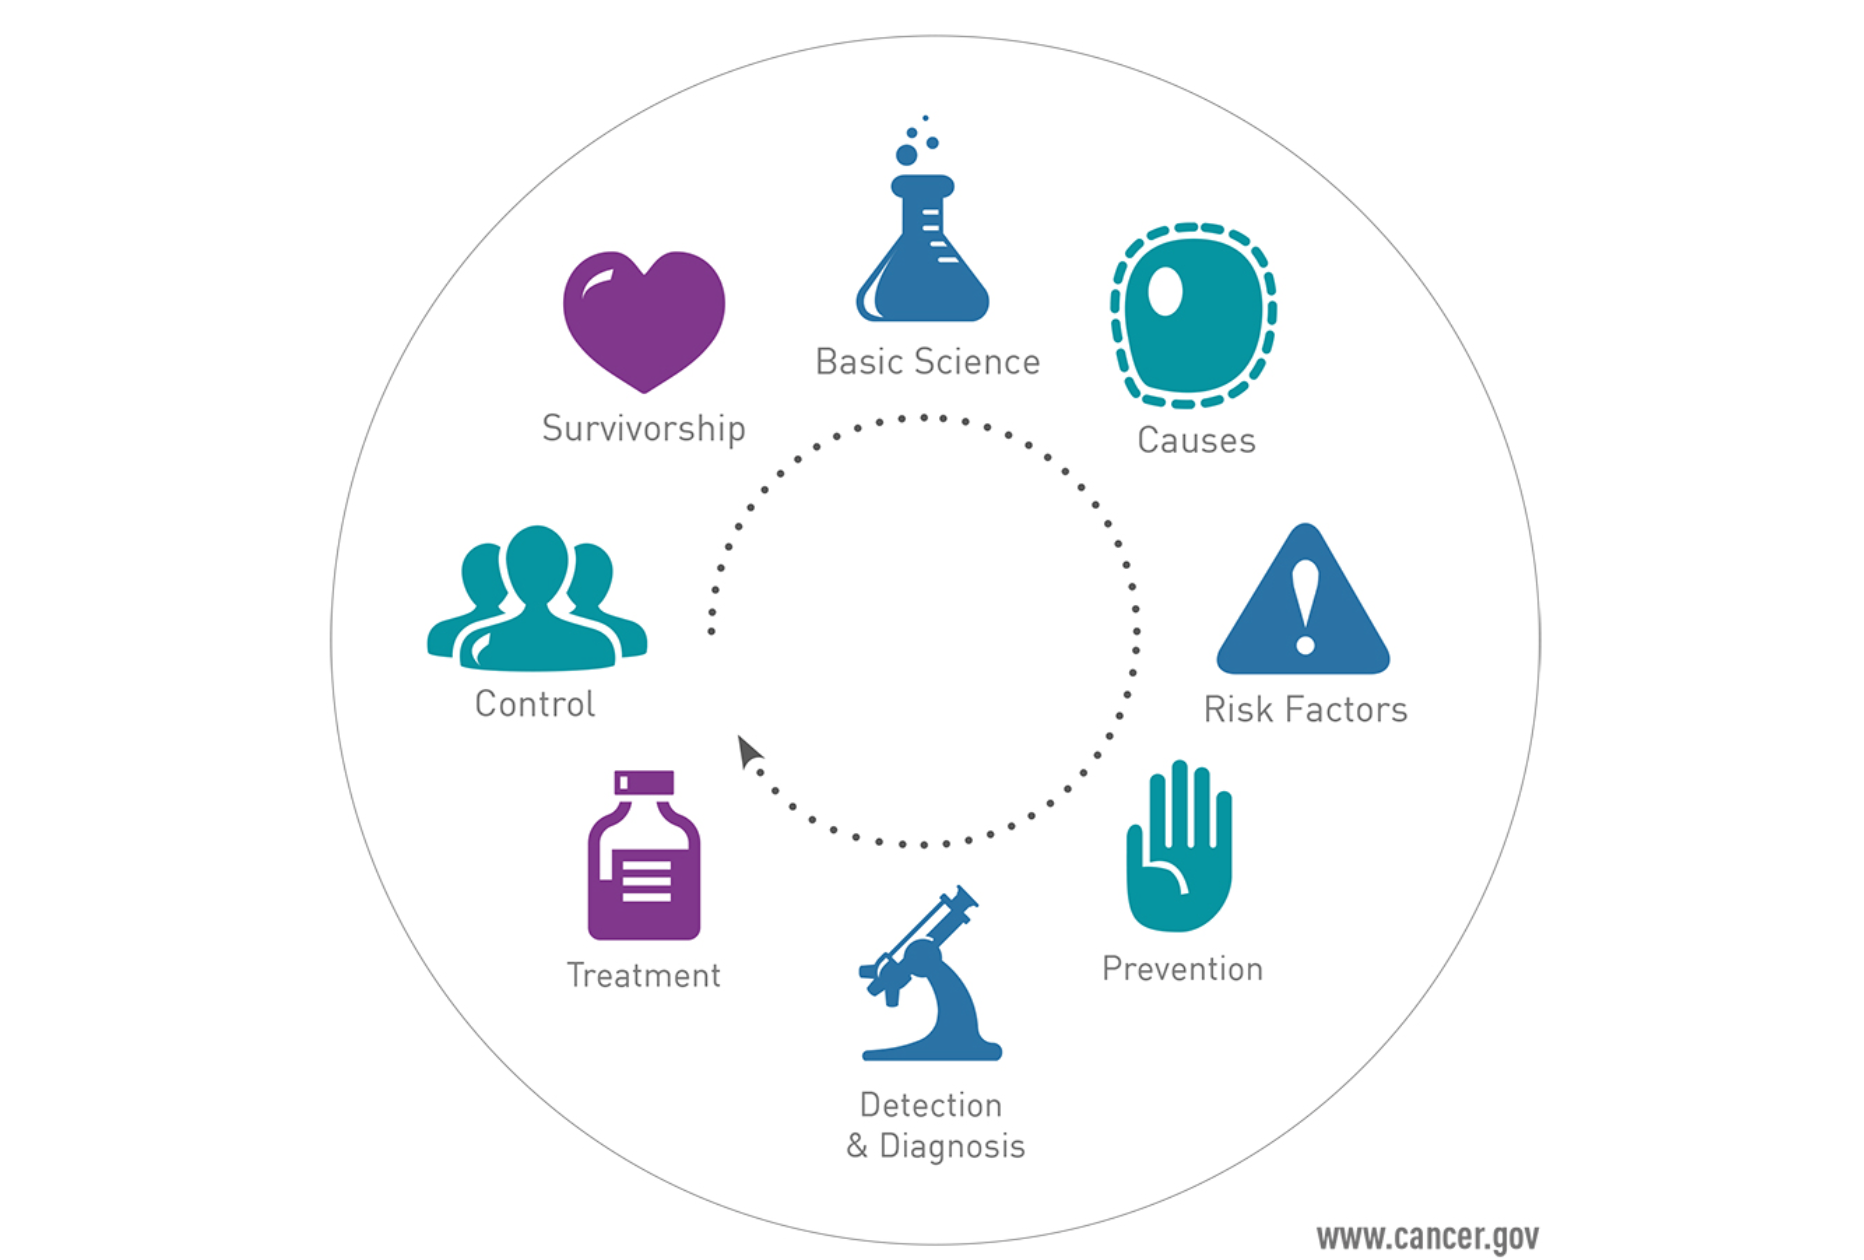 Basic Science
Causes
Risk Factors
Prevention
Detection
& Diagnosis
Treatment
Control
Survivorship
www.cancer.gov